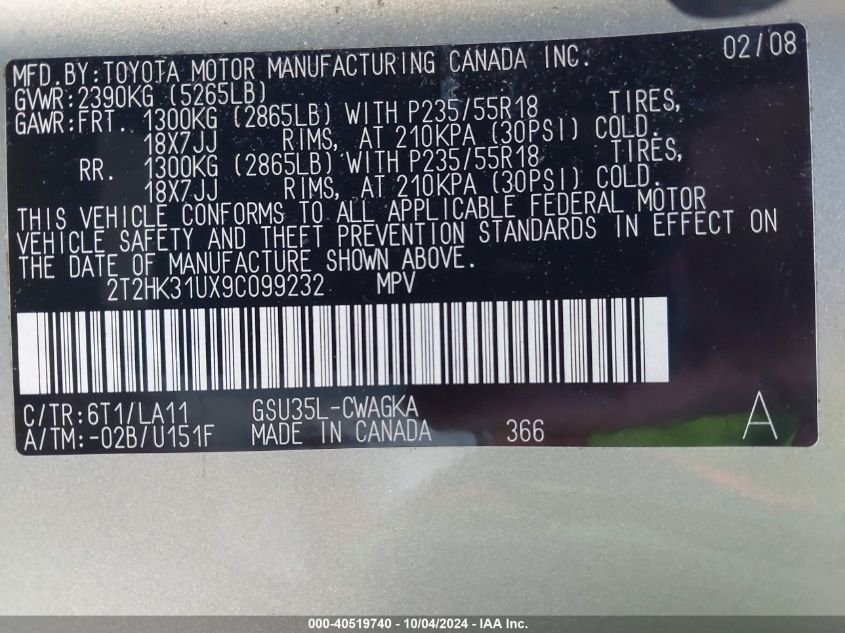 MFD.BY:TOYOTA MOTOR MANUFACTURING CANADA INC. 02/08
GVWR:2390KG (5265LB)
GAWR:FRT. 1300KG (2865LB) WITH P235/55R18 TIRES,
18X7JJ RIMS, AT 210KPA (30PSI) COLD.
RR. 1300KG (2865LB) WITH P235/55R18 TIRES,
18X7JJ RIMS, AT 210KPA (30PSI) COLD.
THIS VEHICLE CONFORMS TO ALL APPLICABLE FEDERAL MOTOR
VEHICLE SAFETY AND THEFT PREVENTION STANDARDS IN EFFECT ON
THE DATE OF MANUFACTURE SHOWN ABOVE.
2T2HK31UX9C099232 MPV
C/TR:6T1/LA11 GSU35L-CWAGKA
A/TM:-02B/U151F MADE IN CANADA 366 A
000-40519740 - 10/04/2024 - IAA Inc.